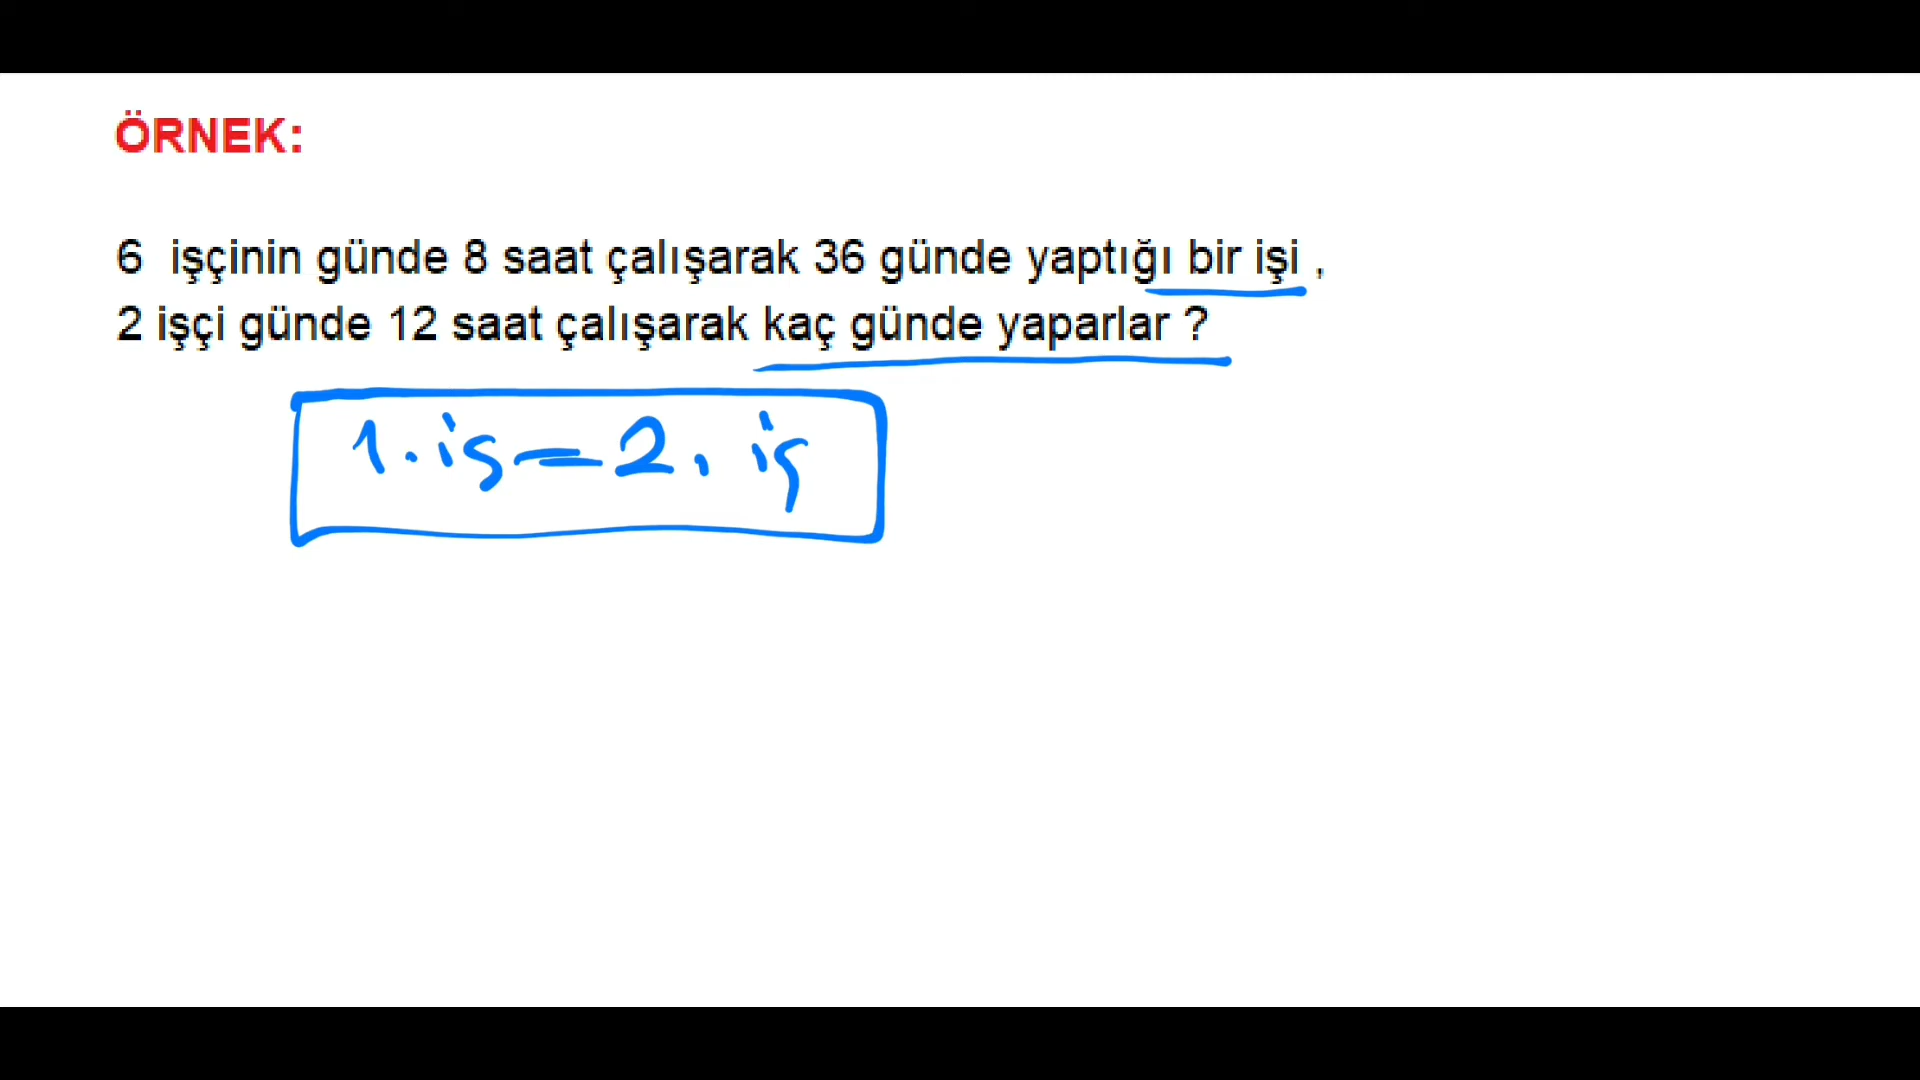 ÖRNEK:
6 işçinin günde 8 saat çalışarak 36 günde yaptığı bir işi ,
2 işçi günde 12 saat çalışarak kaç günde yaparlar ?
1. iş = 2. iş